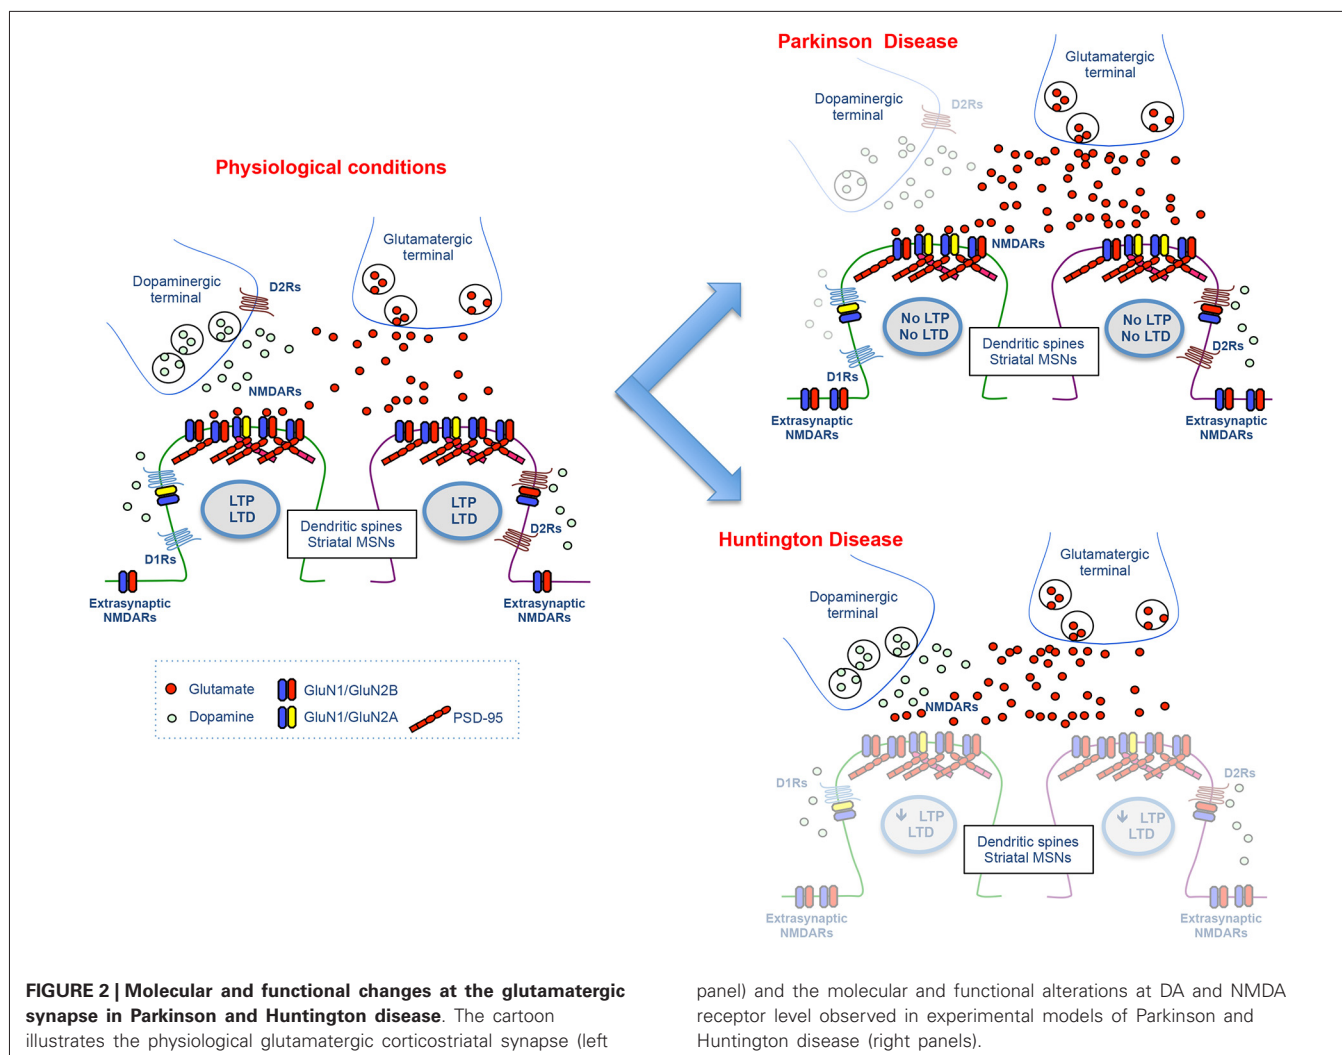 Physiological conditions
Dopaminergic
terminal
D2Rs
Glutamatergic
terminal
NMDARs
LTP
LTD
LTP
LTD
D1Rs
D2Rs
Dendritic spines
Striatal MSNs
Extrasynaptic
NMDARs
Extrasynaptic
NMDARs
Glutamate
GluN1/GluN2B
Dopamine
GluN1/GluN2A
PSD-95
Parkinson Disease
Dopaminergic
terminal
D2Rs
Glutamatergic
terminal
NMDARs
No LTP
No LTD
No LTP
No LTD
Dendritic spines
Striatal MSNs
D1Rs
D2Rs
Extrasynaptic
NMDARs
Extrasynaptic
NMDARs
Huntington Disease
Dopaminergic
terminal
Glutamatergic
terminal
NMDARs
D1Rs
D2Rs
LTP
LTD
LTP
LTD
Dendritic spines
Striatal MSNs
Extrasynaptic
NMDARs
Extrasynaptic
NMDARs
FIGURE 2 | Molecular and functional changes at the glutamatergic
synapse in Parkinson and Huntington disease. The cartoon
illustrates the physiological glutamatergic corticostriatal synapse (left
panel) and the molecular and functional alterations at DA and NMDA
receptor level observed in experimental models of Parkinson and
Huntington disease (right panels).